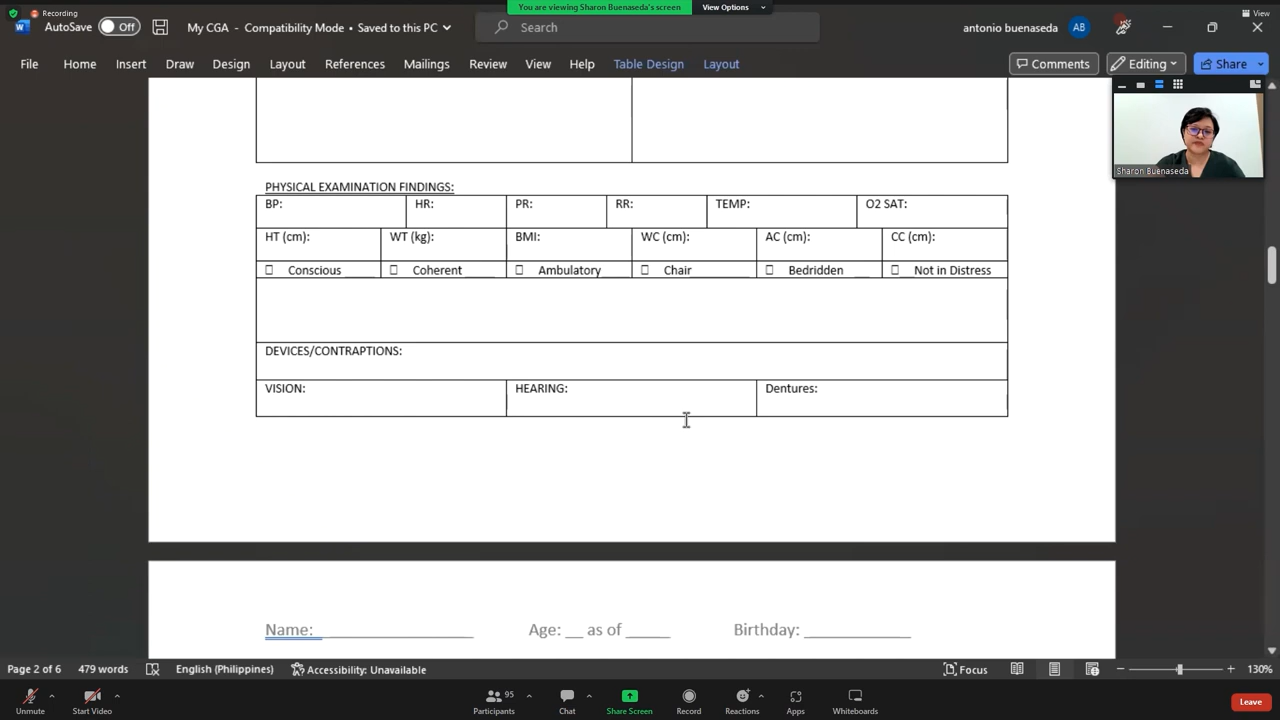 Recording
You are viewing Sharon Buenaseda's screen
View Options
View
AutoSave Off
My CGA - Compatibility Mode • Saved to this PC
Search
antonio buenaseda AB
File Home Insert Draw Design Layout References Mailings Review View Help Table Design Layout
Comments Editing Share
Sharon Buenaseda
PHYSICAL EXAMINATION FINDINGS:
BP: HR: PR: RR: TEMP: O2 SAT:
HT (cm): WT (kg): BMI: WC (cm): AC (cm): CC (cm):
☐ Conscious ☐ Coherent ☐ Ambulatory ☐ Chair ☐ Bedridden ☐ Not in Distress
DEVICES/CONTRAPTIONS:
VISION: HEARING: Dentures:
Name: ____________________ Age: __ as of _____ Birthday: ____________
Page 2 of 6 479 words English (Philippines) Accessibility: Unavailable Focus 130%
Unmute Start Video Participants 95 Chat Share Screen Record Reactions Apps Whiteboards Leave